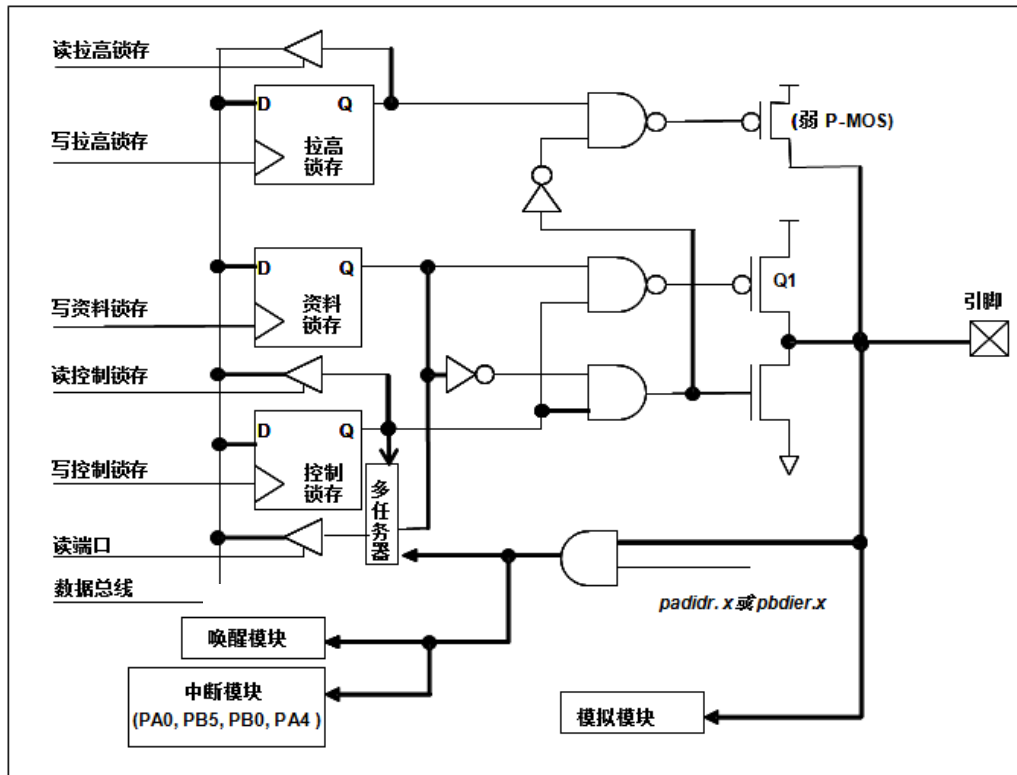 读拉高锁存
D
Q
(弱 P-MOS)
写拉高锁存
拉高
锁存
D
Q
Q1
写资料锁存
资料
锁存
引脚
读控制锁存
D
Q
写控制锁存
控制
锁存
多任务器
读端口
数据总线
padidr.x或pbdier.x
唤醒模块
中断模块
(PA0, PB5, PB0, PA4 )
模拟模块